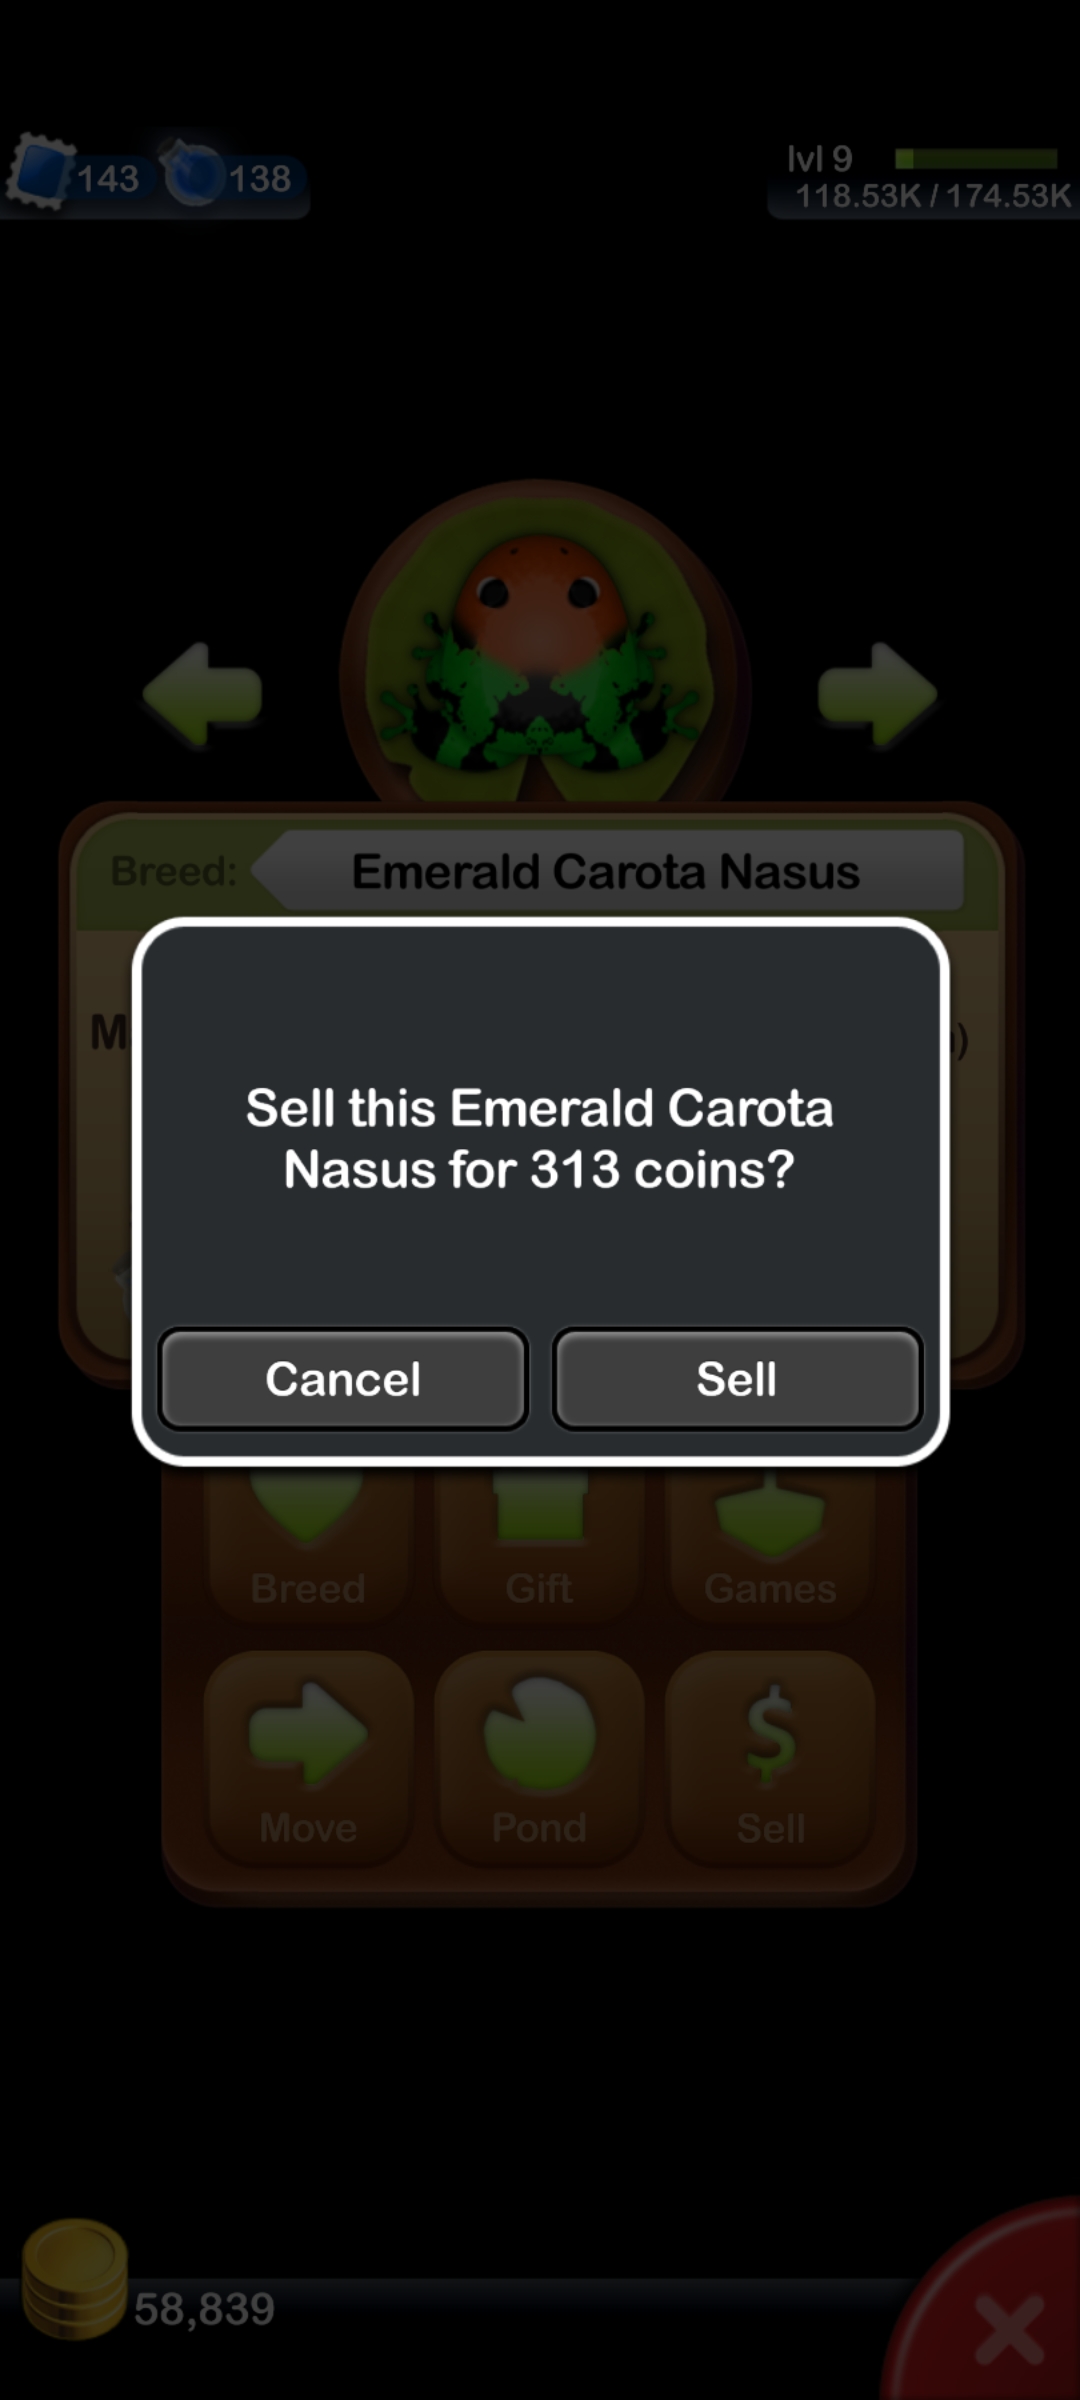 143
138
lvl 9
118.53K / 174.53K
Breed:
Emerald Carota Nasus
M
)
Sell this Emerald Carota
Nasus for 313 coins?
Cancel
Sell
Breed
Gift
Games
Move
Pond
$
Sell
58,839